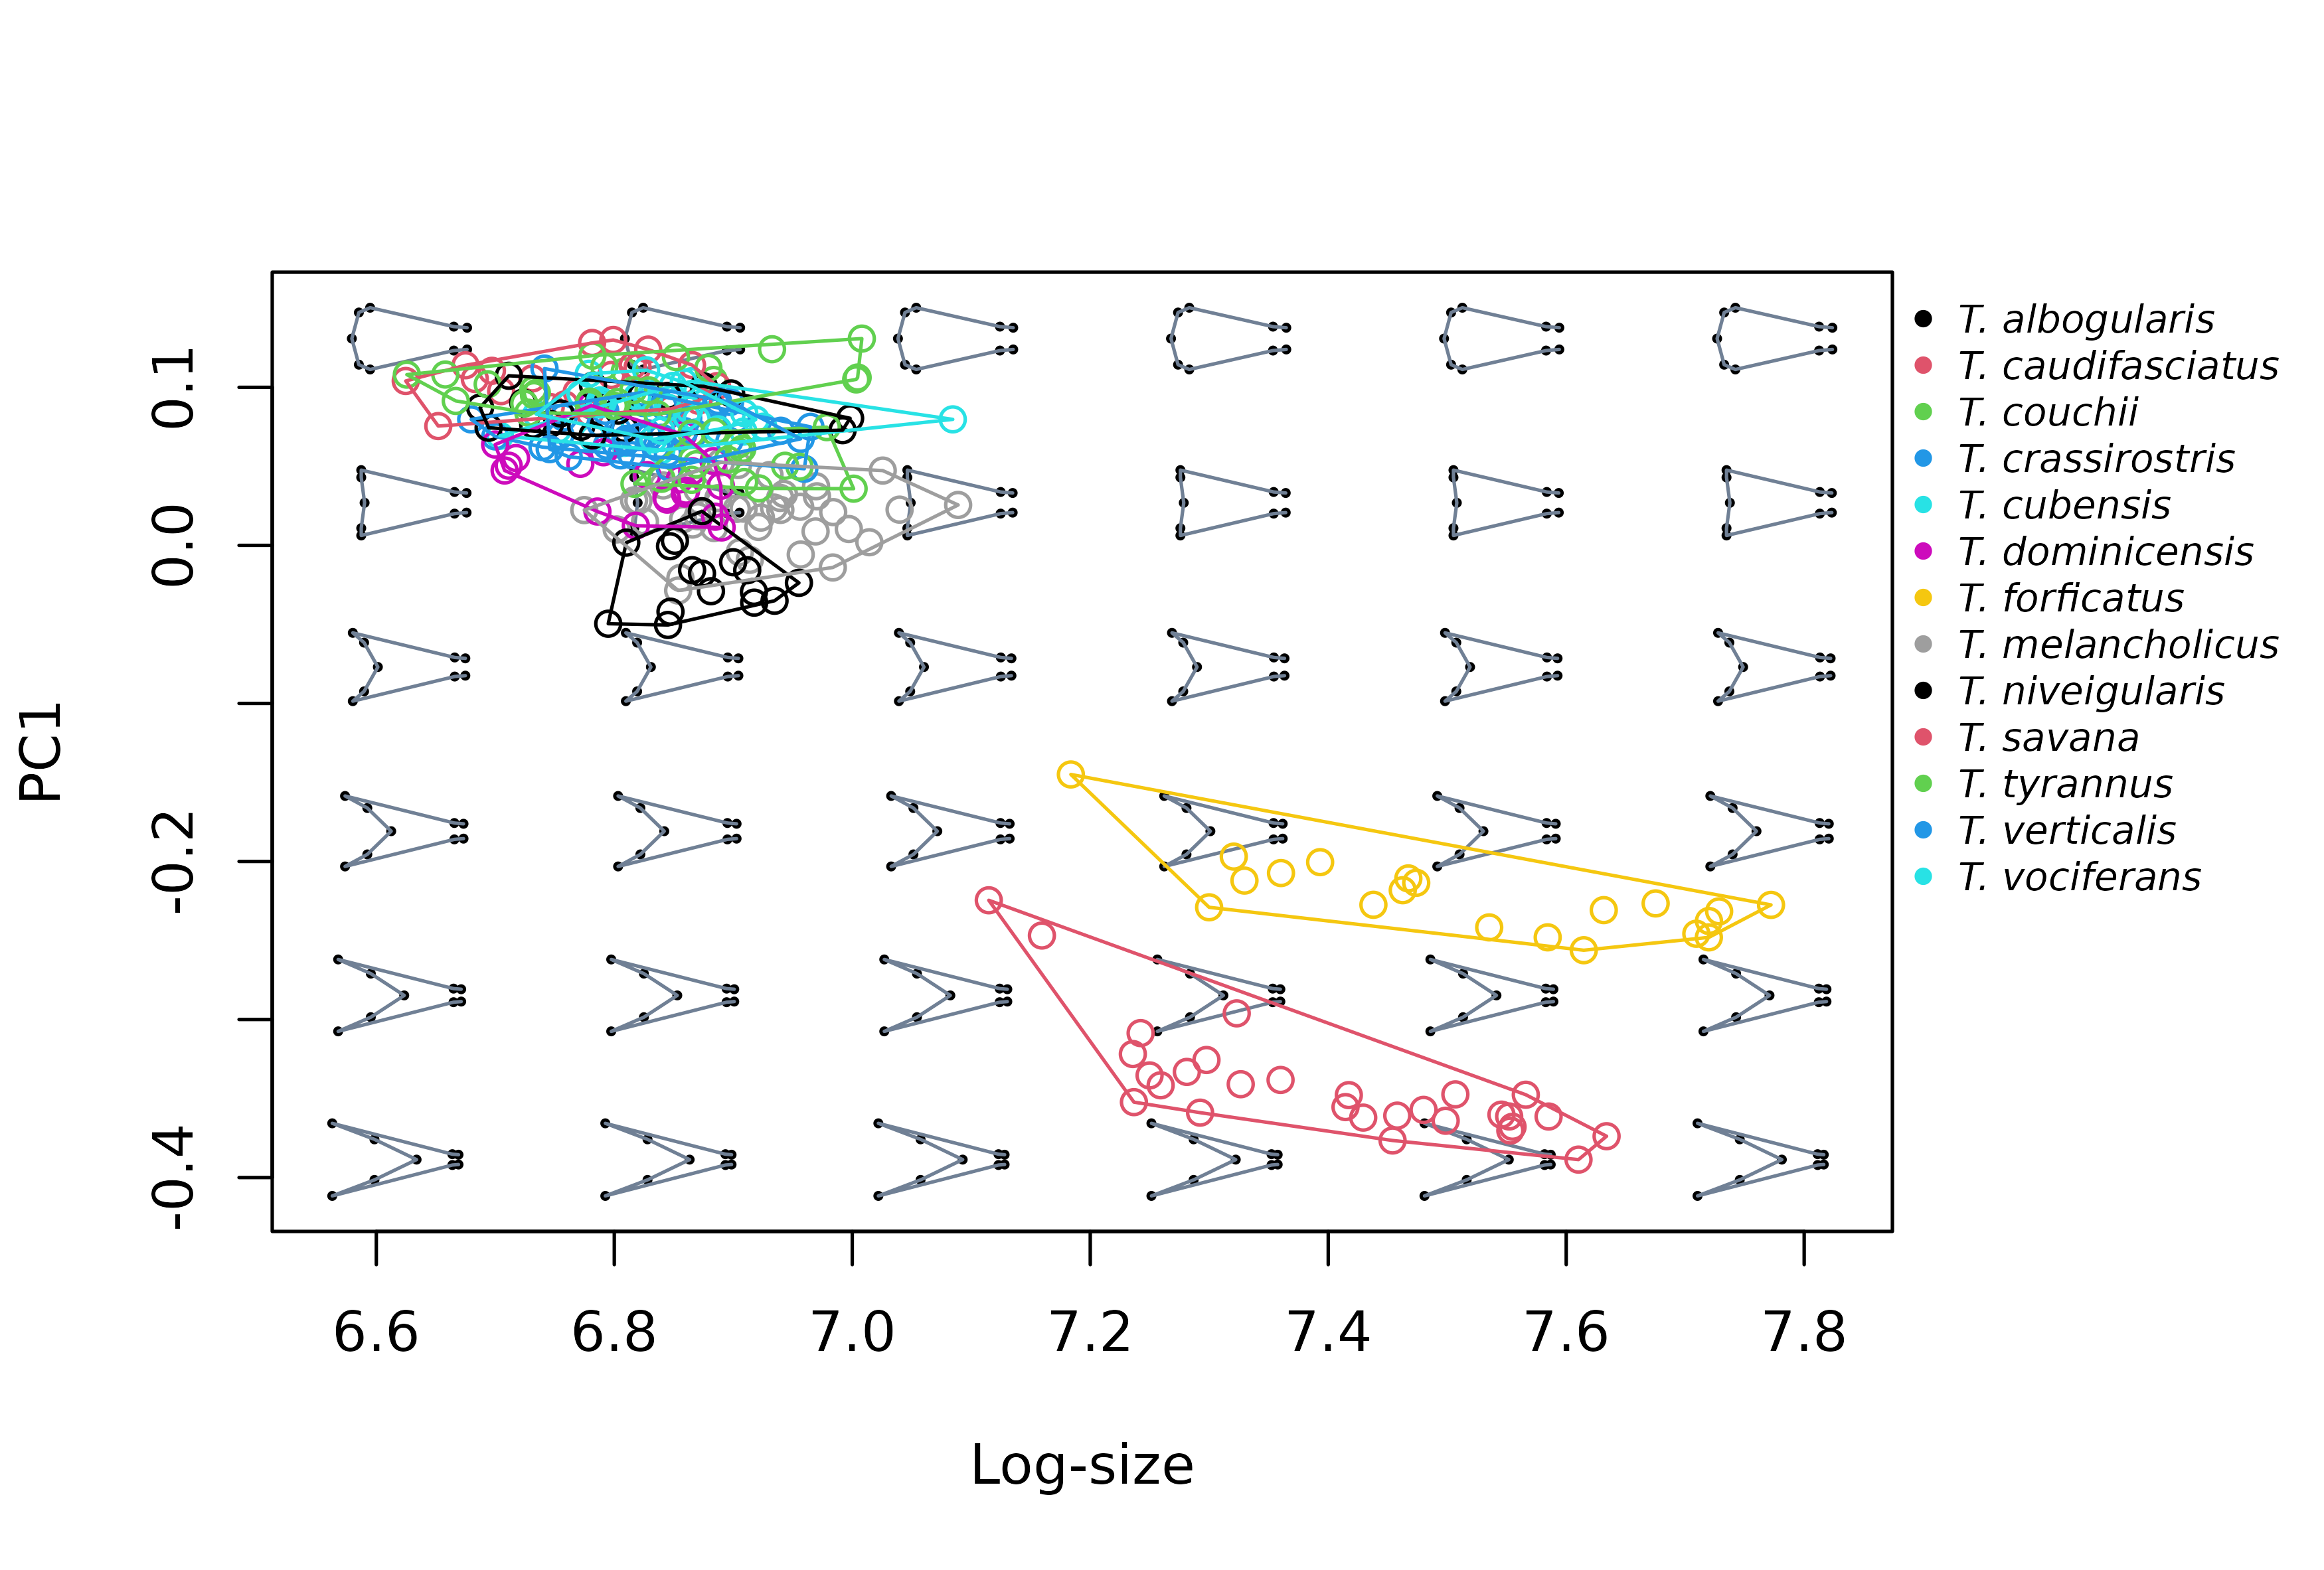 T. albogularis
T. caudifasciatus
T. couchii
T. crassirostris
T. cubensis
T. dominicensis
T. forficatus
T. melancholicus
T. niveigularis
T. savana
T. tyrannus
T. verticalis
T. vociferans
PC1
0.1
0.0
-0.2
-0.4
6.6 6.8 7.0 7.2 7.4 7.6 7.8
Log-size